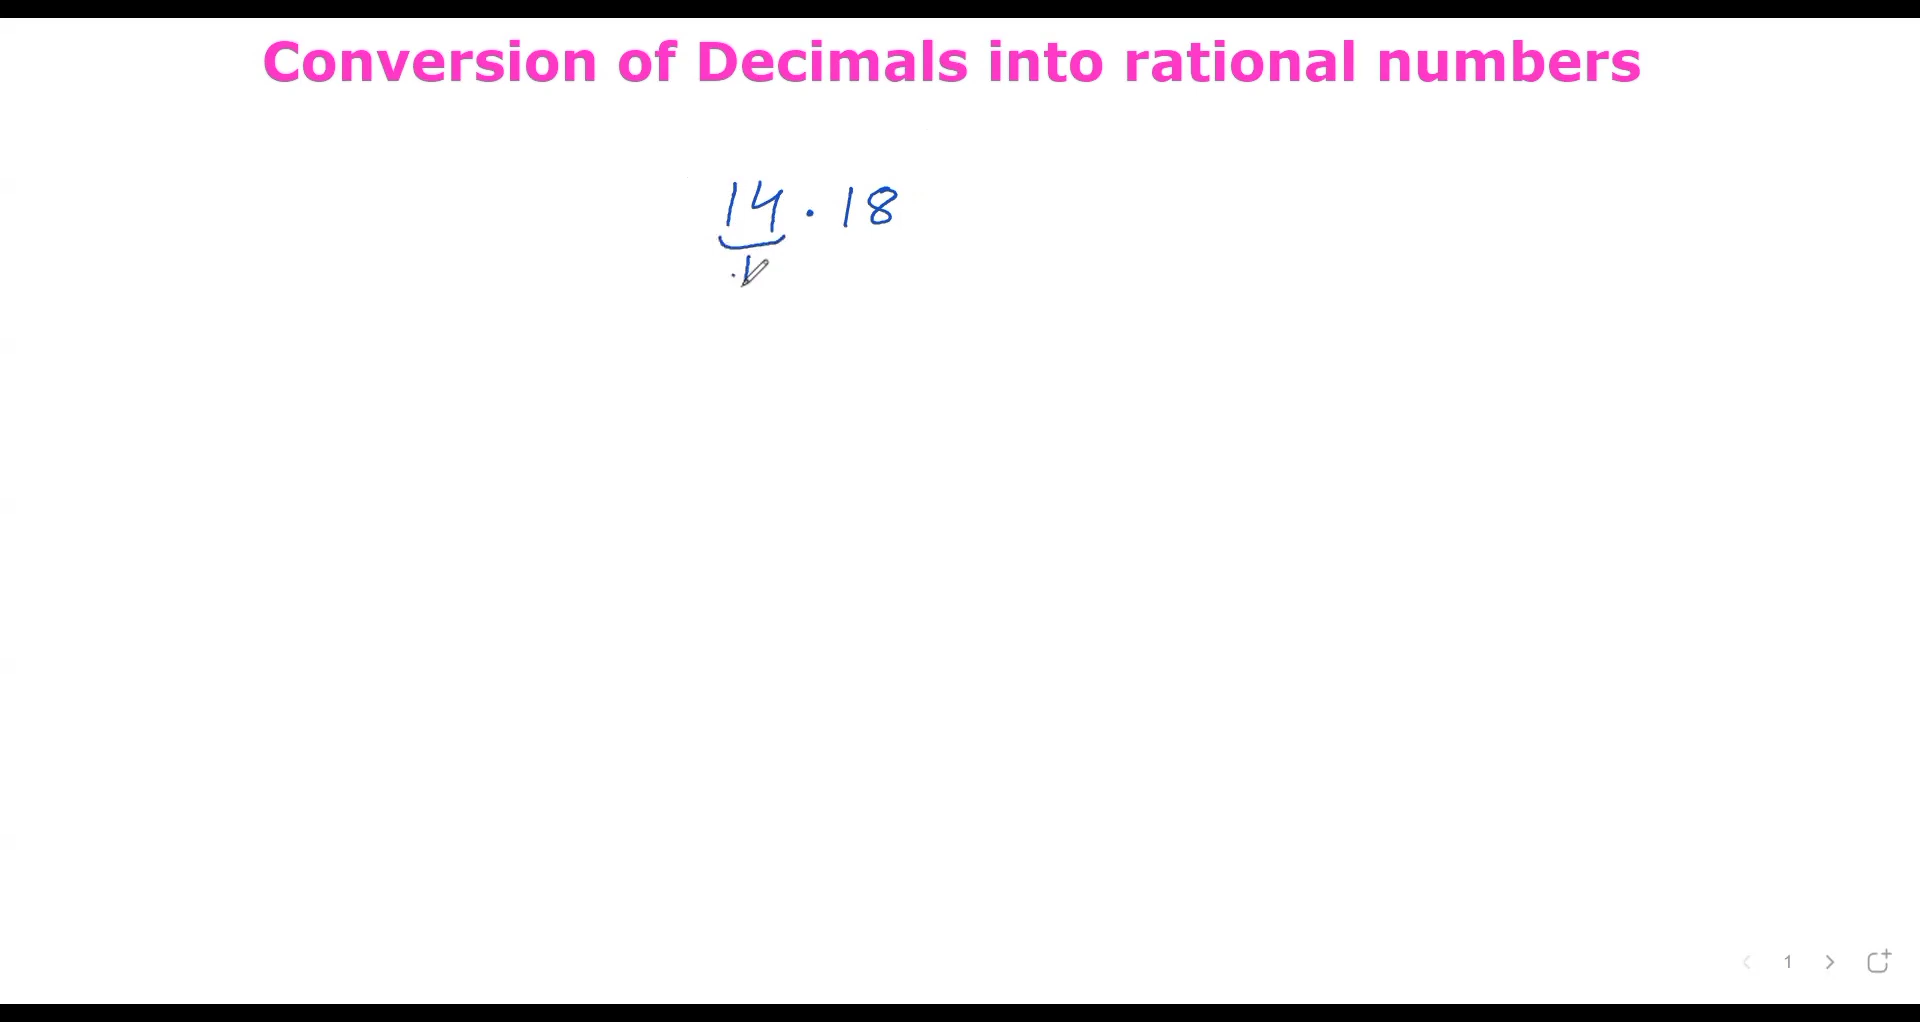 Conversion of Decimals into rational numbers
14.18
1